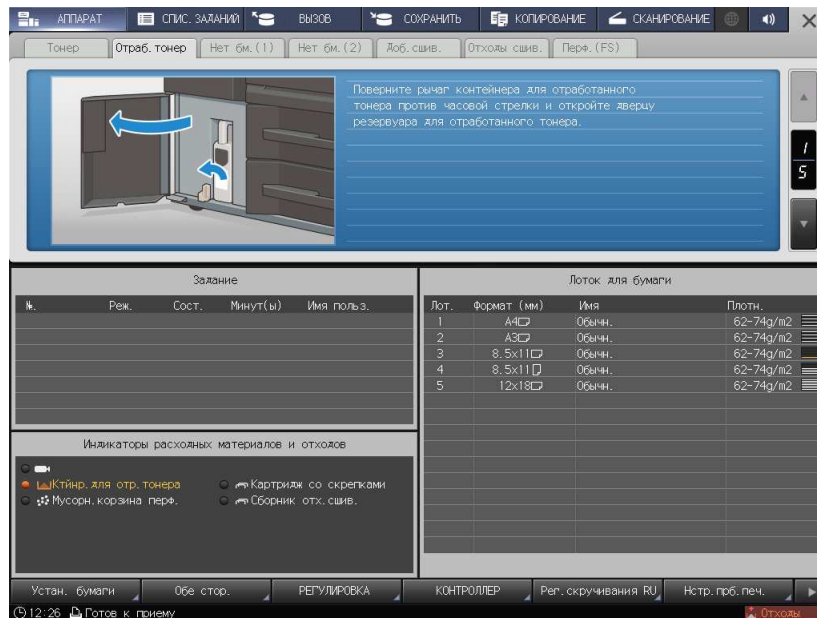 АППАРАТ СПИС. ЗАДАНИЙ ВЫЗОВ СОХРАНИТЬ КОПИРОВАНИЕ СКАНИРОВАНИЕ
Тонер Отраб. тонер Нет бм.(1) Нет бм.(2) Лоб. сшив. Отходы сшив. Перф.(FS)
Поверните рычаг контейнера для отработанного
тонера против часовой стрелки и откройте дверцу
резервуара для отработанного тонера.
1
5
Задание
№. Реж. Сост. Минут(ы) Имя польз.
Лоток для бумаги
Лот. Формат (мм) Имя Плотн.
1 A4 Обычн. 62-74g/m2
2 A3 Обычн. 62-74g/m2
3 8.5x11 Обычн. 62-74g/m2
4 8.5x11 Обычн. 62-74g/m2
5 12x18 Обычн. 62-74g/m2
Индикаторы расходных материалов и отходов
Ктйнр. для отр. тонера Картридж со скрепками
Мусорн. корзина перф. Сборник отх. сшив.
Устан. бумаги Обе стор. РЕГУЛИРОВКА КОНТРОЛЛЕР Рег. скручивания RU Нстр. прб. печ.
12:26 Готов к приему Отходы